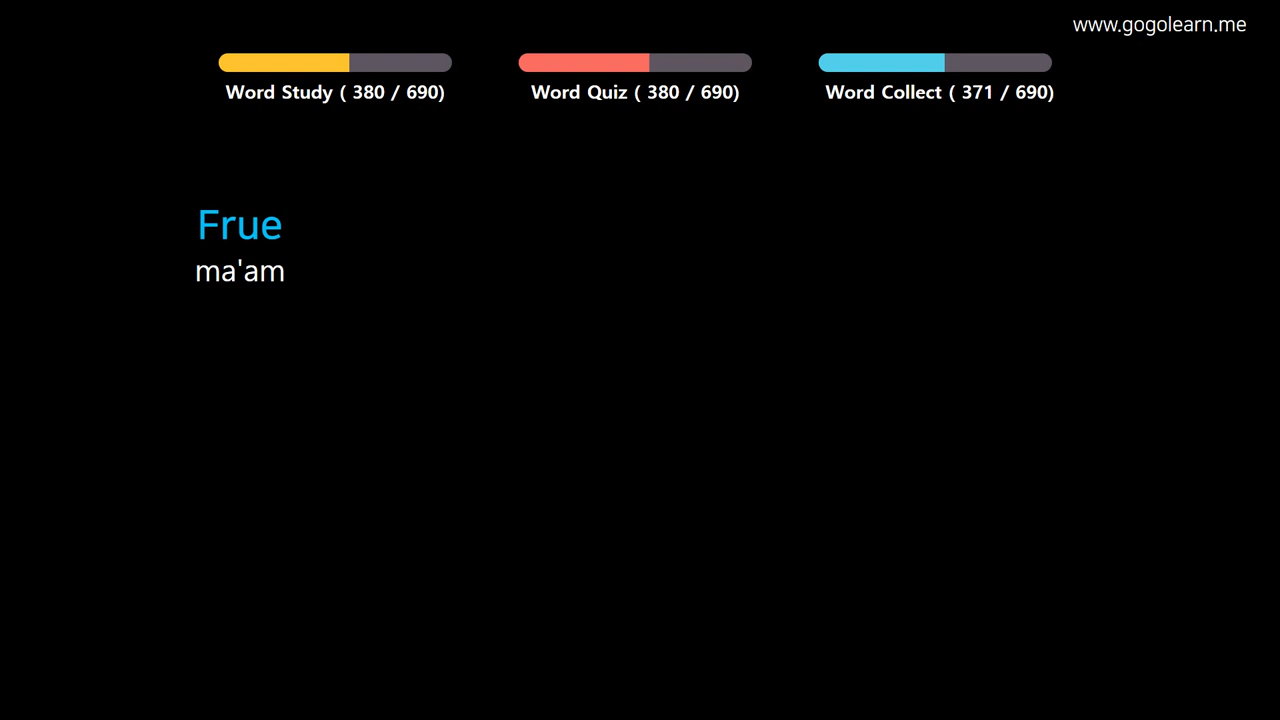 www.gogolearn.me
Word Study ( 380 / 690)
Word Quiz ( 380 / 690)
Word Collect ( 371 / 690)
Frue
ma'am